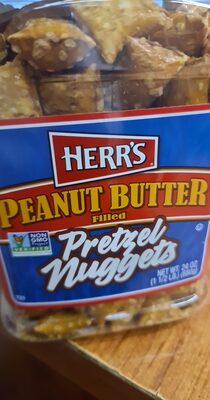 HERR'S
PEANUT BUTTER
Filled
Pretzel
Nuggets
NON
GMO
Project
VERIFIED
NET WT. 24 OZ.
(1 1/2 LB.) (680g)